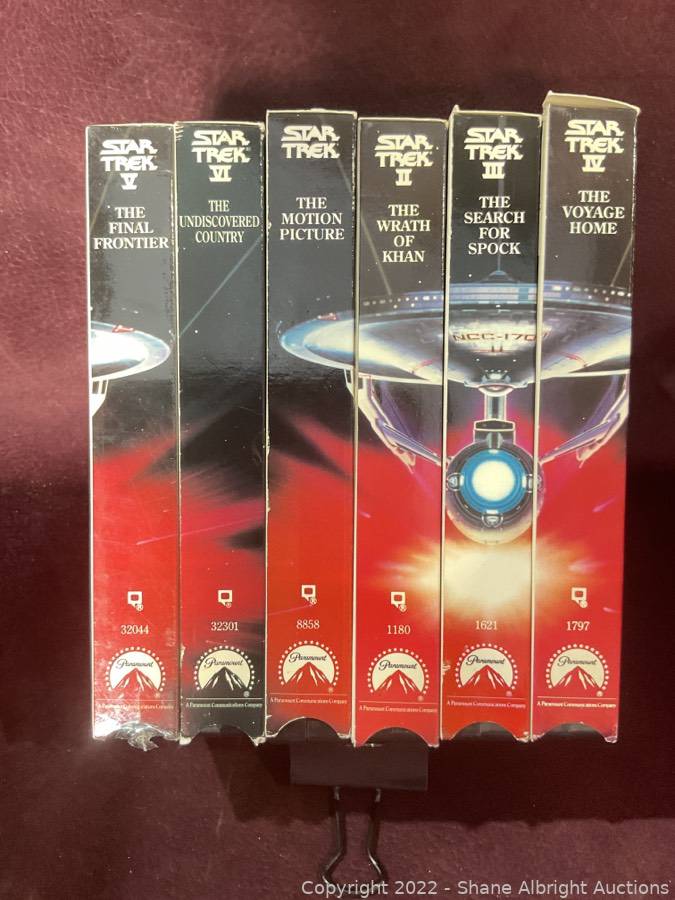 STAR
TREK
V
THE
FINAL
FRONTIER
32044
Paramount
A Paramount Communications Company
STAR
TREK
VI
THE
UNDISCOVERED
COUNTRY
32301
Paramount
A Paramount Communications Company
STAR
TREK
THE
MOTION
PICTURE
8858
Paramount
A Paramount Communications Company
STAR
TREK
II
THE
WRATH
OF
KHAN
1180
Paramount
A Paramount Communications Company
STAR
TREK
III
THE
SEARCH
FOR
SPOCK
NCC-170
1621
Paramount
A Paramount Communications Company
STAR
TREK
IV
THE
VOYAGE
HOME
1797
Paramount
A Paramount Communications Company
Copyright 2022 - Shane Albright Auctions